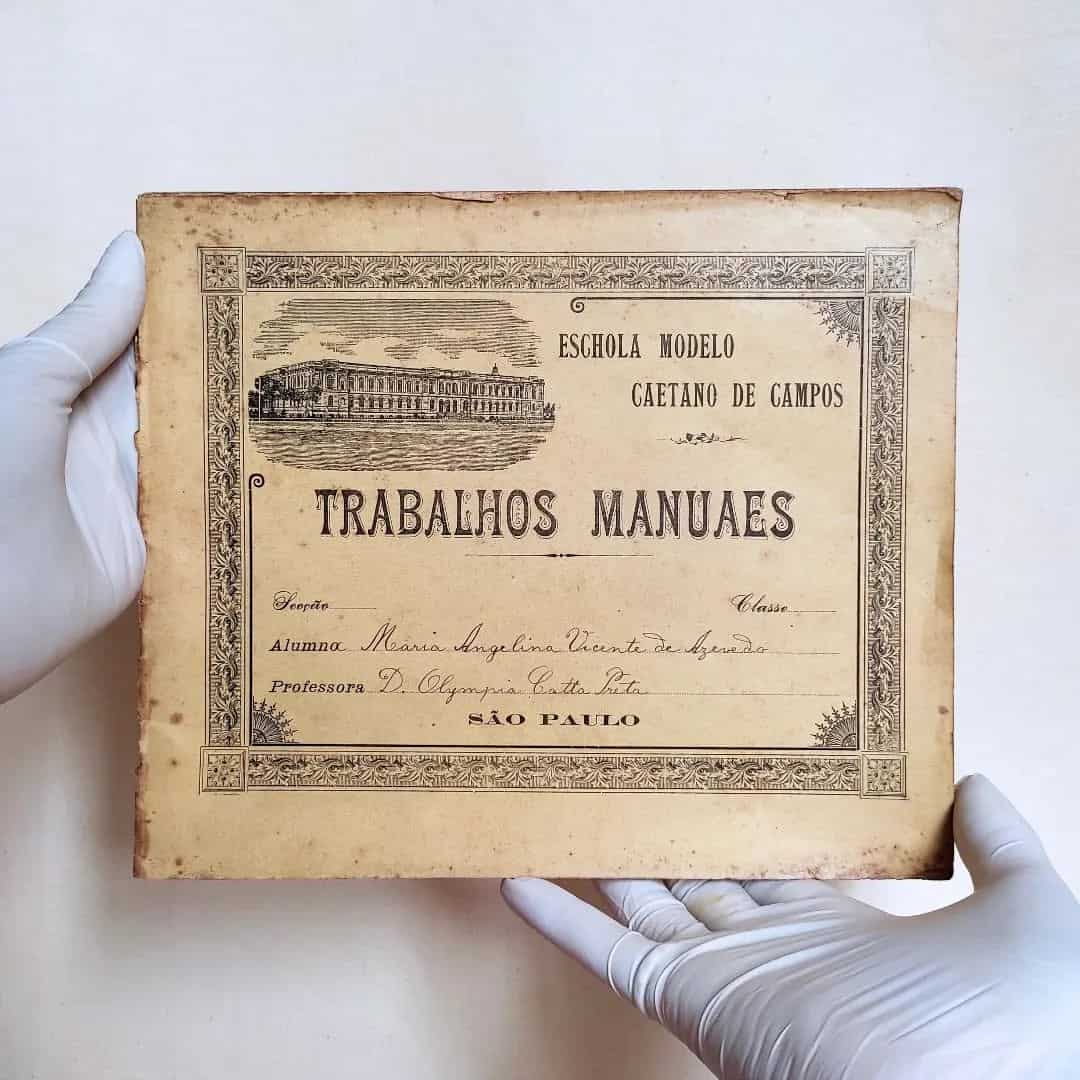 ESCHOLA MODELO
CAETANO DE CAMPOS
TRABALHOS MANUAES
Secção Classe
Alumna Maria Angelina Vicente de Azevedo
Professora D. Olympia Catta Preta
SÃO PAULO